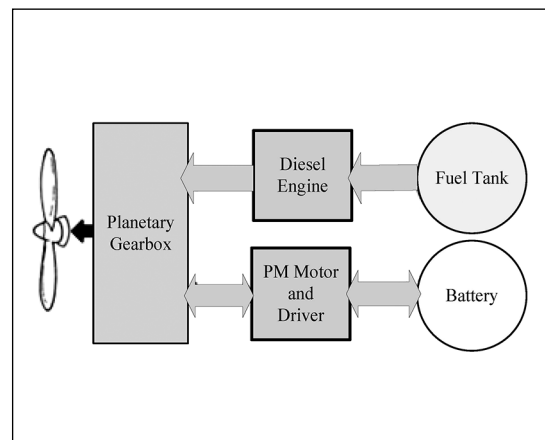 Diesel
Engine
Fuel Tank
Planetary
Gearbox
PM Motor
and
Driver
Battery